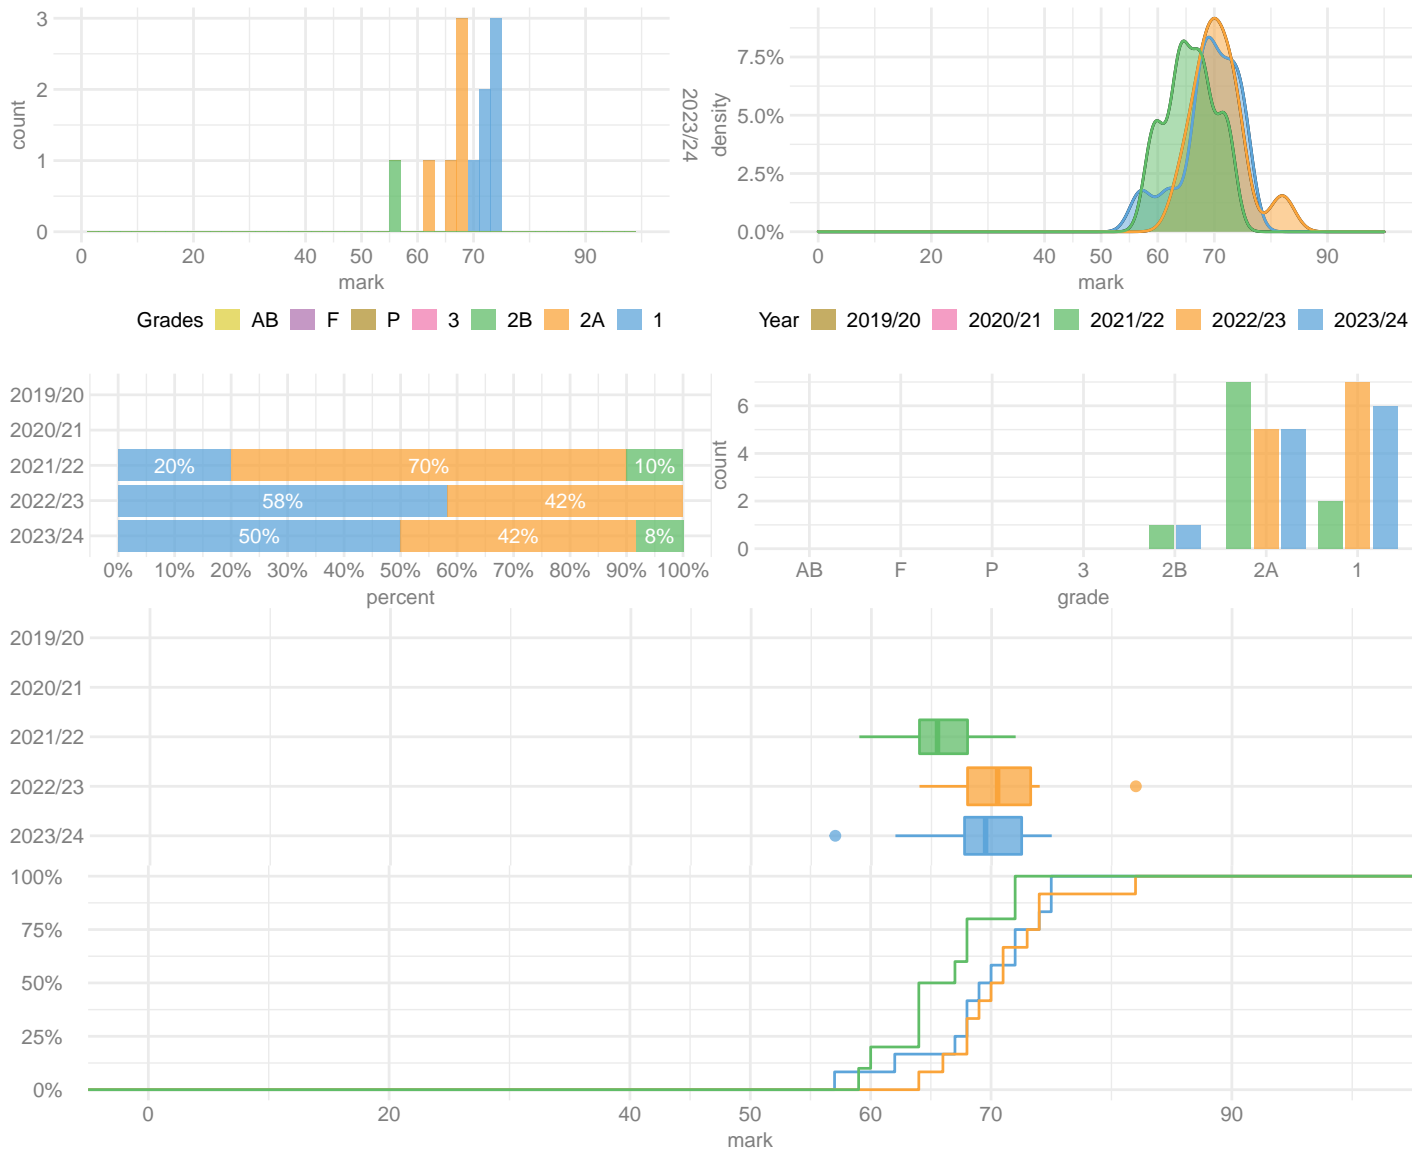 3
2
1
0
count
0
20
40
50
60
70
90
mark
2023/24
7.5%
5.0%
2.5%
0.0%
density
0
20
40
50
60
70
90
mark
Grades AB F P 3 2B 2A 1
Year 2019/20 2020/21 2021/22 2022/23 2023/24
2019/20
2020/21
2021/22 20% 70% 10%
2022/23 58% 42%
2023/24 50% 42% 8%
0% 10% 20% 30% 40% 50% 60% 70% 80% 90% 100%
percent
6
4
2
0
count
AB F P 3 2B 2A 1
grade
2019/20
2020/21
2021/22
2022/23
2023/24
100%
75%
50%
25%
0%
0 20 40 50 60 70 90
mark